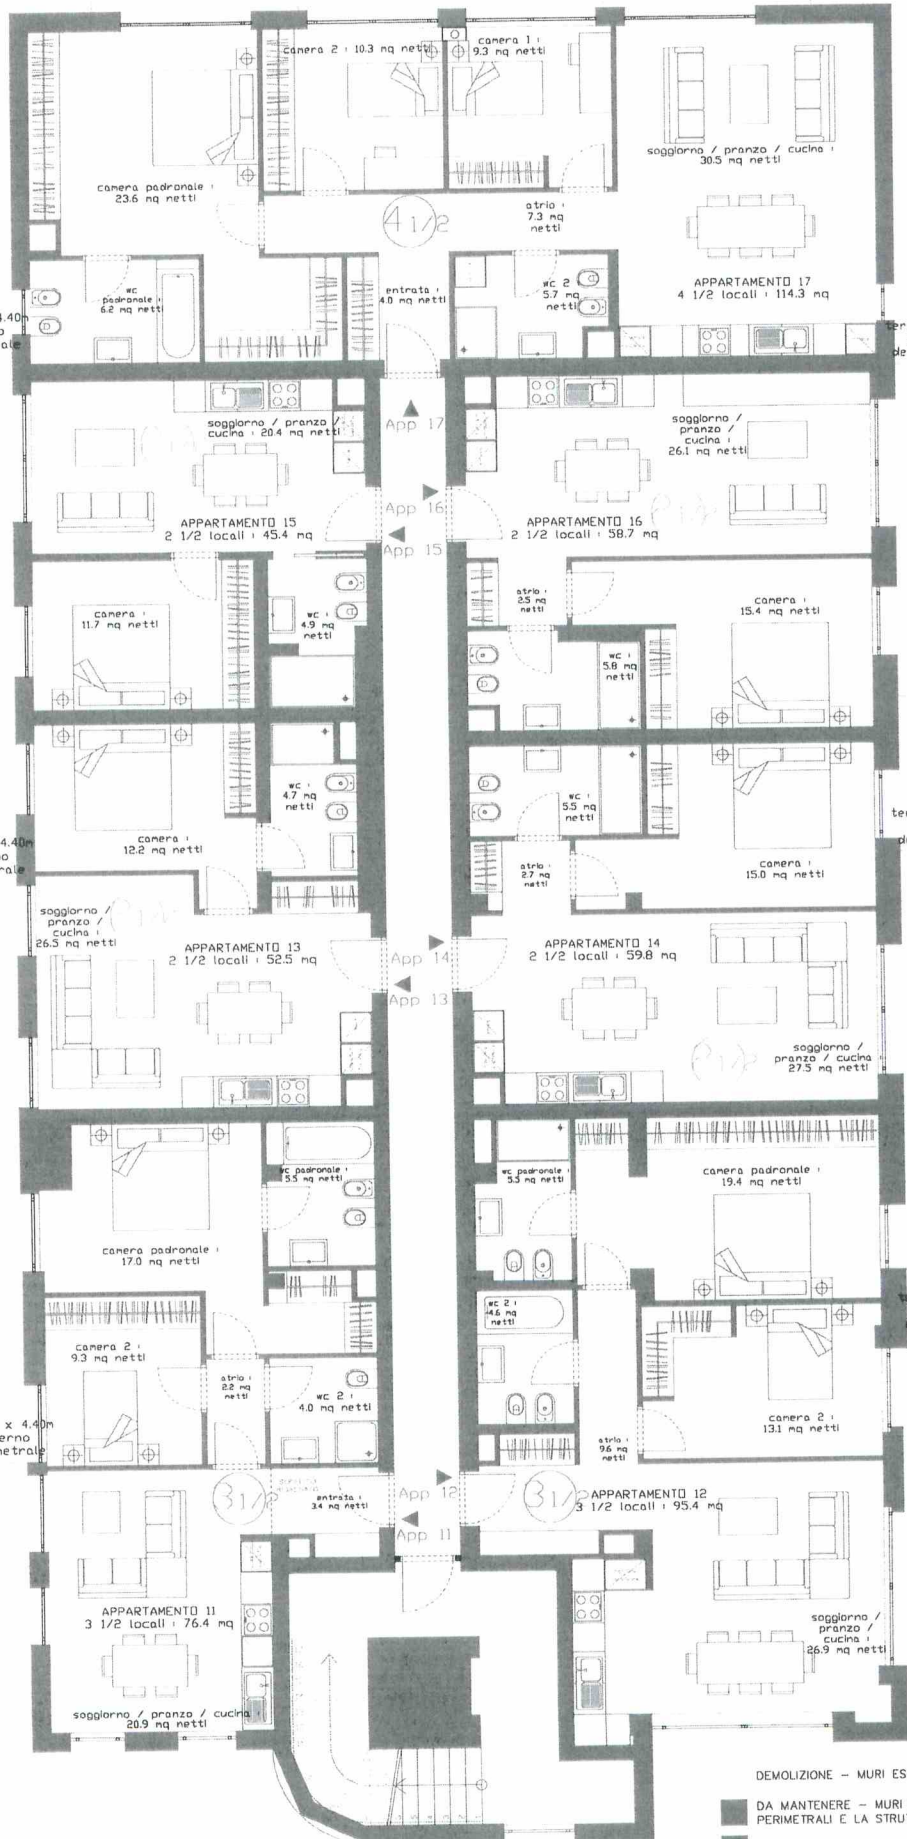 camera 2 : 10.3 mq netti
camera 1 :
9.3 mq netti
soggiorno / pranzo / cucina :
30.5 mq netti
camera padronale :
23.6 mq netti
atrio :
7.3 mq
netti
4 1/2
wc
padronale :
6.2 mq netti
entrata :
4.0 mq netti
wc 2 :
5.7 mq
netti
APPARTAMENTO 17
4 1/2 locali : 114.3 mq
soggiorno / pranzo /
cucina : 20.4 mq netti
App 17
soggiorno /
pranzo /
cucina :
26.1 mq netti
App 16
APPARTAMENTO 15
2 1/2 locali : 45.4 mq
App 15
APPARTAMENTO 16
2 1/2 locali : 58.7 mq
camera :
11.7 mq netti
wc :
4.9 mq
netti
atrio :
2.5 mq
netti
camera :
15.4 mq netti
wc :
5.8 mq
netti
wc :
4.7 mq
netti
wc :
5.5 mq
netti
4.40m
camera :
12.2 mq netti
atrio :
2.7 mq
netti
camera :
15.0 mq netti
soggiorno /
pranzo /
cucina :
26.5 mq netti
APPARTAMENTO 13
2 1/2 locali : 52.5 mq
App 14
App 13
APPARTAMENTO 14
2 1/2 locali : 59.8 mq
soggiorno /
pranzo / cucina :
27.5 mq netti
wc padronale :
5.5 mq netti
wc padronale :
5.5 mq netti
camera padronale :
19.4 mq netti
camera padronale :
17.0 mq netti
wc 2 :
4.6 mq
netti
camera 2 :
9.3 mq netti
atrio :
2.2 mq
netti
wc 2 :
4.0 mq netti
camera 2 :
13.1 mq netti
x 4.40m
atrio :
9.6 mq
netti
3 1/2
entrata :
3.4 mq netti
App 12
App 11
3 1/2
APPARTAMENTO 12
3 1/2 locali : 95.4 mq
APPARTAMENTO 11
3 1/2 locali : 76.4 mq
soggiorno /
pranzo /
cucina :
26.9 mq netti
soggiorno / pranzo / cucina :
20.9 mq netti
DEMOLIZIONE – MURI ES
DA MANTENERE – MURI
PERIMETRALI E LA STRU